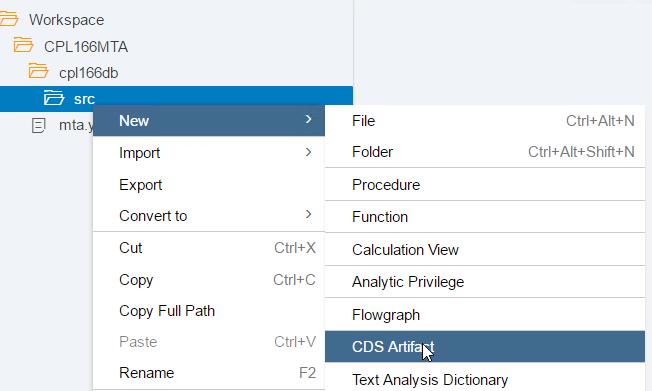 Workspace
CPL166MTA
cpl166db
src
mta.y
New
Import
Export
Convert to
Cut Ctrl+X
Copy Ctrl+C
Copy Full Path
Paste Ctrl+V
Rename F2
File Ctrl+Alt+N
Folder Ctrl+Alt+Shift+N
Procedure
Function
Calculation View
Analytic Privilege
Flowgraph
CDS Artifact
Text Analysis Dictionary